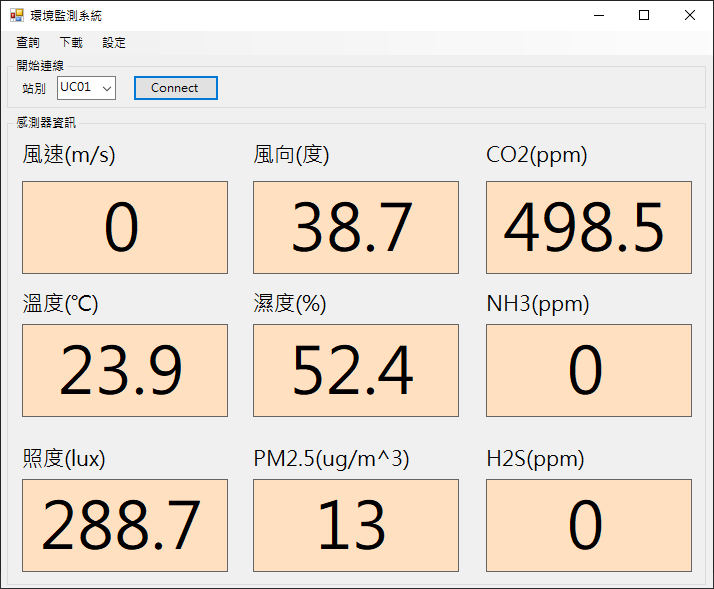 環境監測系統
查詢 下載 設定
開始連線
站別 UC01 Connect
感測器資訊
風速(m/s) 風向(度) CO2(ppm)
0 38.7 498.5
溫度(℃) 濕度(%) NH3(ppm)
23.9 52.4 0
照度(lux) PM2.5(ug/m^3) H2S(ppm)
288.7 13 0